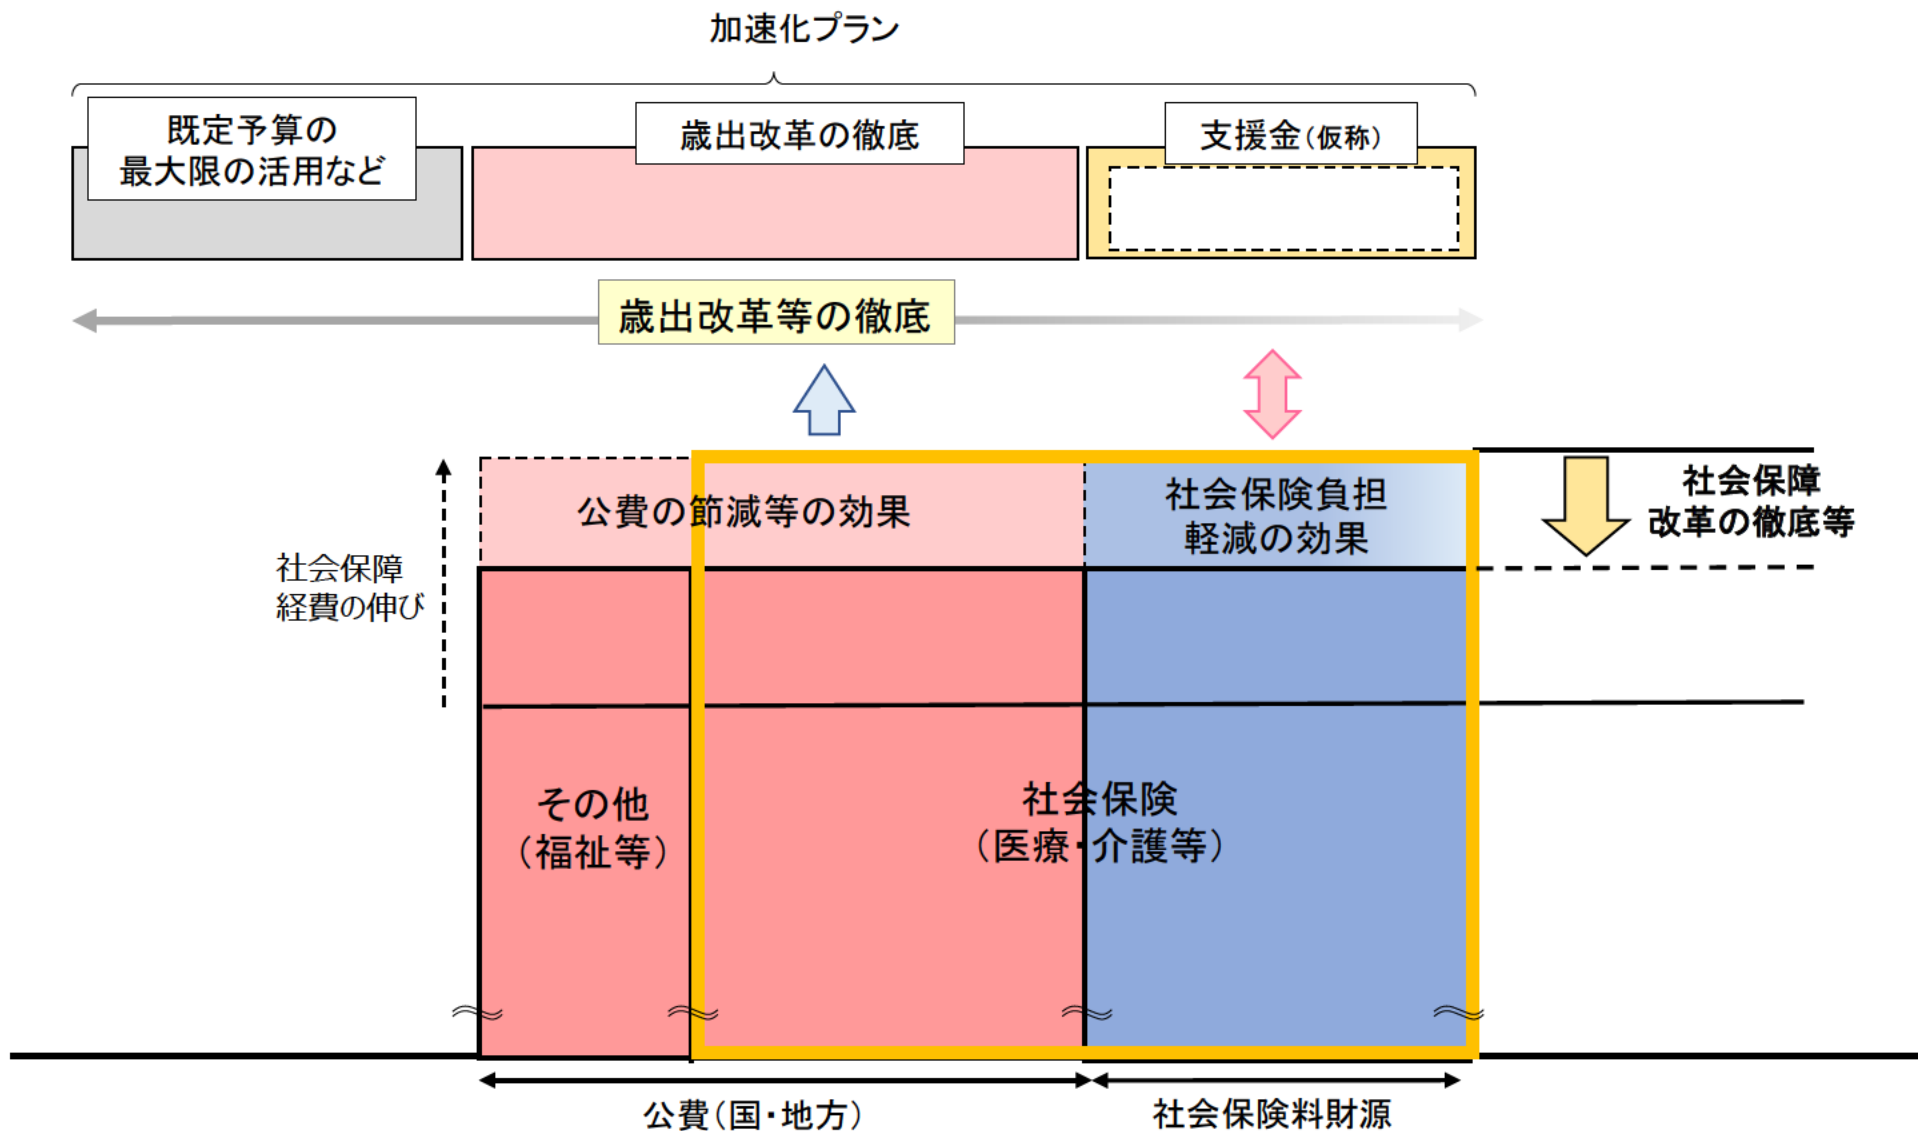 加速化プラン
既定予算の
最大限の活用など
歳出改革の徹底
支援金(仮称)
歳出改革等の徹底
公費の節減等の効果
社会保険負担
軽減の効果
社会保障
改革の徹底等
社会保障
経費の伸び
その他
(福祉等)
社会保険
(医療・介護等)
公費(国・地方)
社会保険料財源